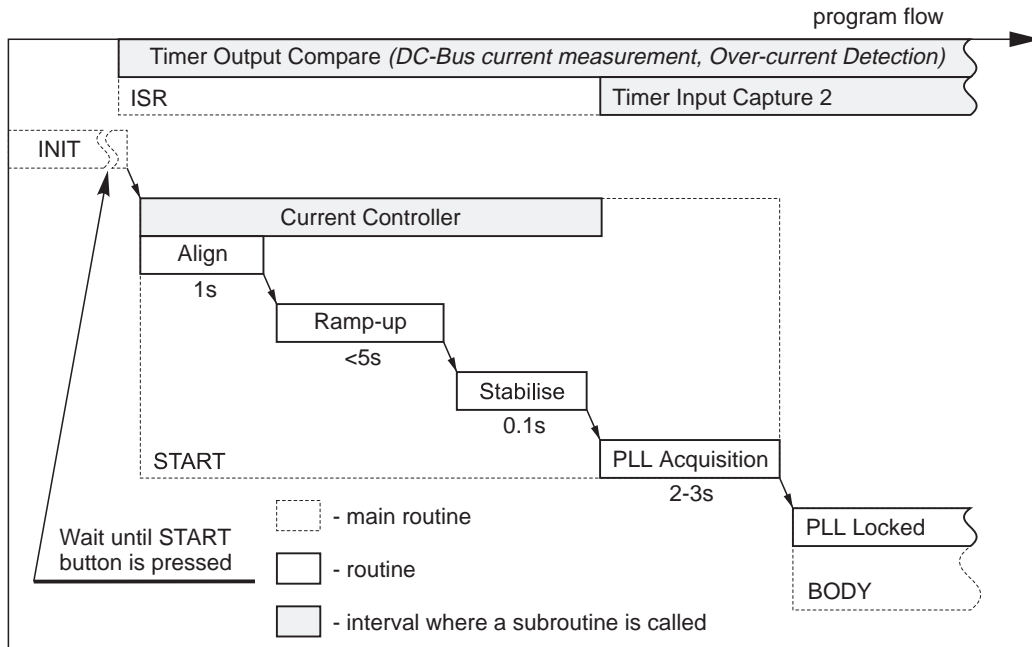 program flow
Timer Output Compare (DC-Bus current measurement, Over-current Detection)
ISR
Timer Input Capture 2
INIT
Current Controller
Align
1s
Ramp-up
<5s
Stabilise
0.1s
START
PLL Acquisition
2-3s
Wait until START
button is pressed
- main routine
- routine
- interval where a subroutine is called
PLL Locked
BODY